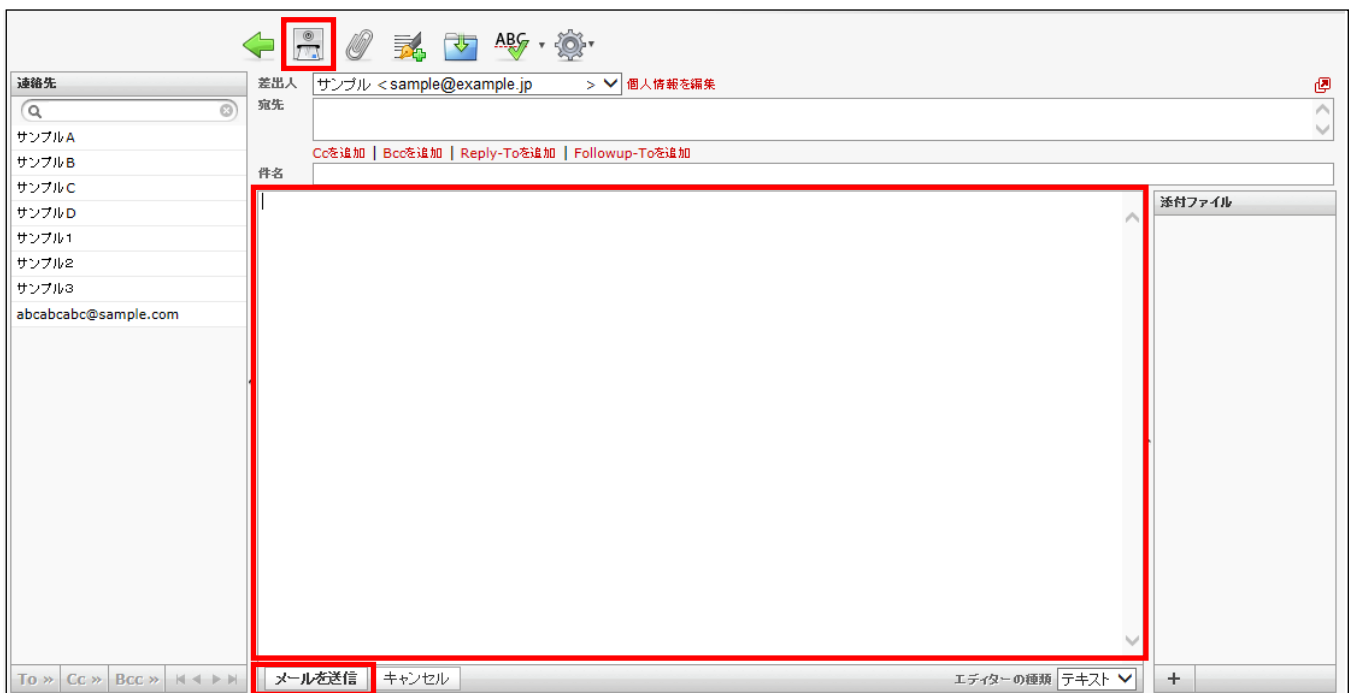 ABC
連絡先
差出人 サンプル <sample@example.jp > 個人情報を編集
宛先
サンプルA
Ccを追加 | Bccを追加 | Reply-Toを追加 | Followup-Toを追加
サンプルB
件名
サンプルC
添付ファイル
サンプルD
サンプル1
サンプル2
サンプル3
abcabcabc@sample.com
To » Cc » Bcc »
メールを送信 キャンセル エディターの種類 テキスト +